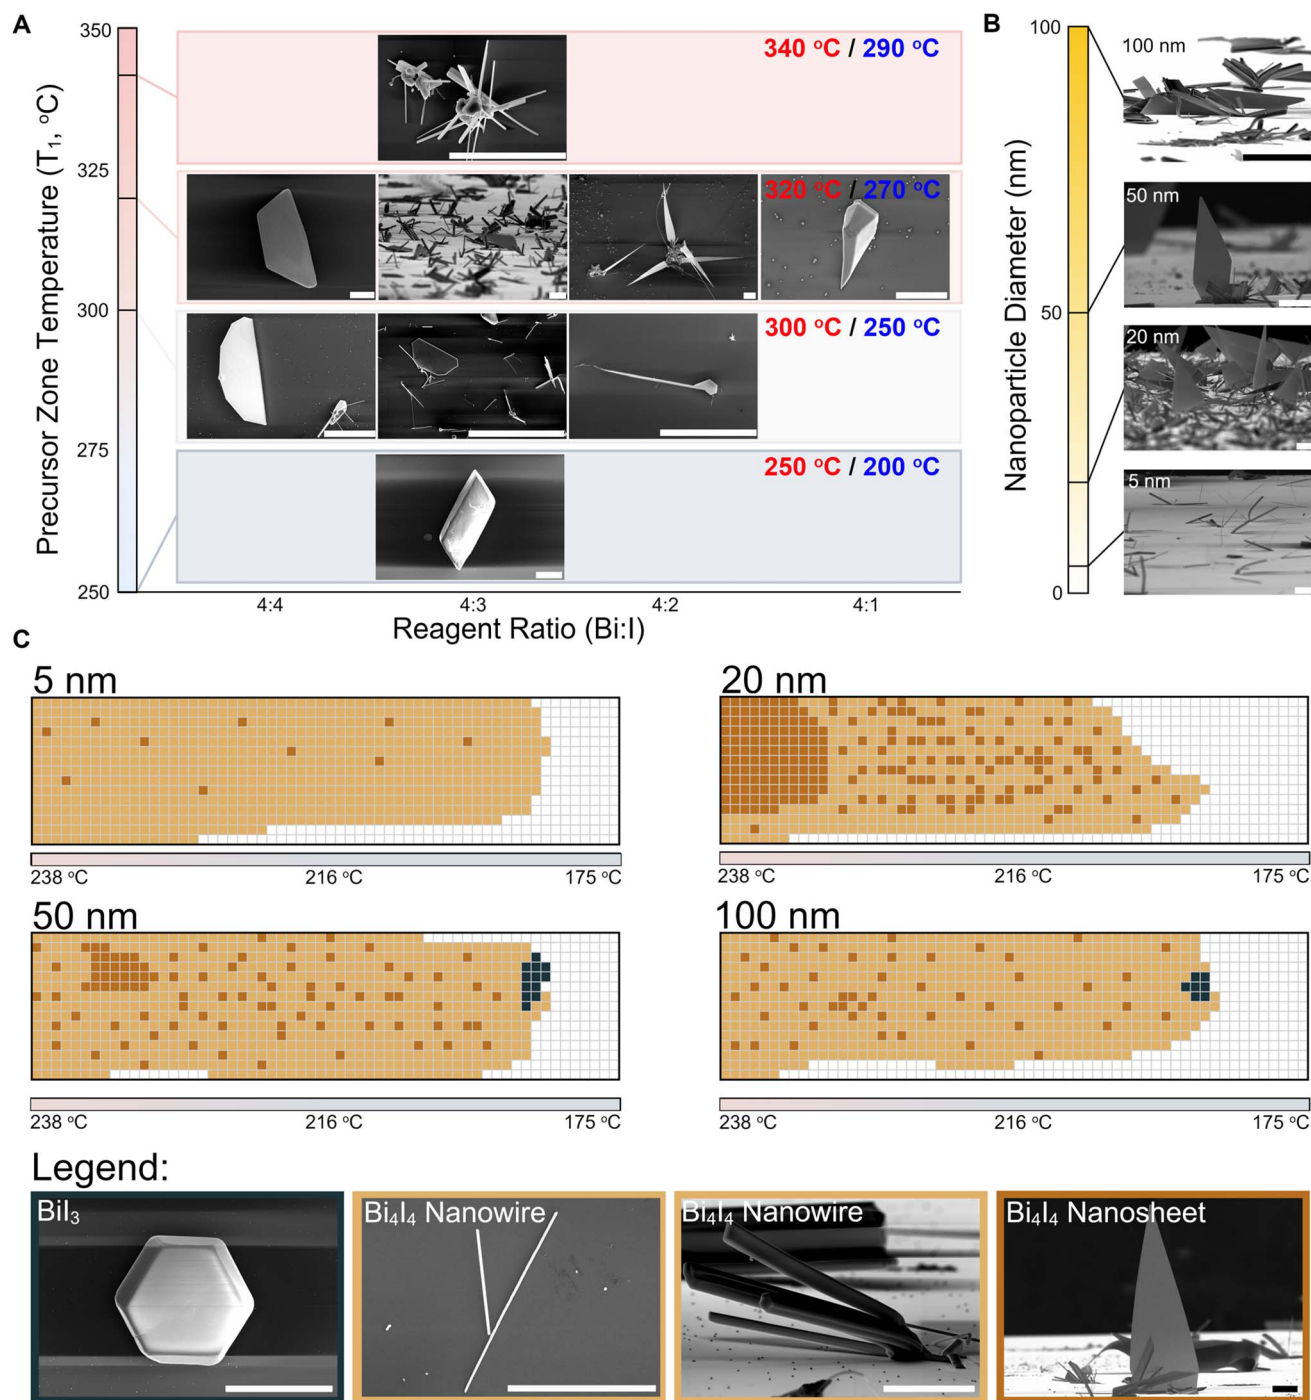 A
Precursor Zone Temperature (T₁, °C)
350
325
300
275
250
340 °C / 290 °C
320 °C / 270 °C
300 °C / 250 °C
250 °C / 200 °C
4:4 4:3 4:2 4:1
Reagent Ratio (Bi:I)
B
Nanoparticle Diameter (nm)
100
50
0
100 nm
50 nm
20 nm
5 nm
C
5 nm
238 °C 216 °C 175 °C
20 nm
238 °C 216 °C 175 °C
50 nm
238 °C 216 °C 175 °C
100 nm
238 °C 216 °C 175 °C
Legend:
BiI₃
Bi₄I₄ Nanowire
Bi₄I₄ Nanowire
Bi₄I₄ Nanosheet